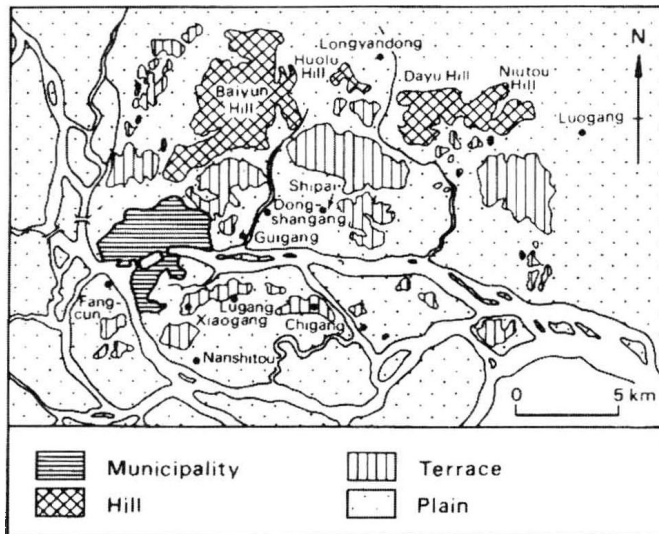 Longyandong
N
Huolu
Hill
Dayu Hill
Niutou
Hill
Baiyun
Hill
Luogang
Shipai
Dong-
shangang
Guigang
Fang-
cun
Lugang
Xiaogang
Chigang
Nanshitou
0 5 km
Municipality
Terrace
Hill
Plain